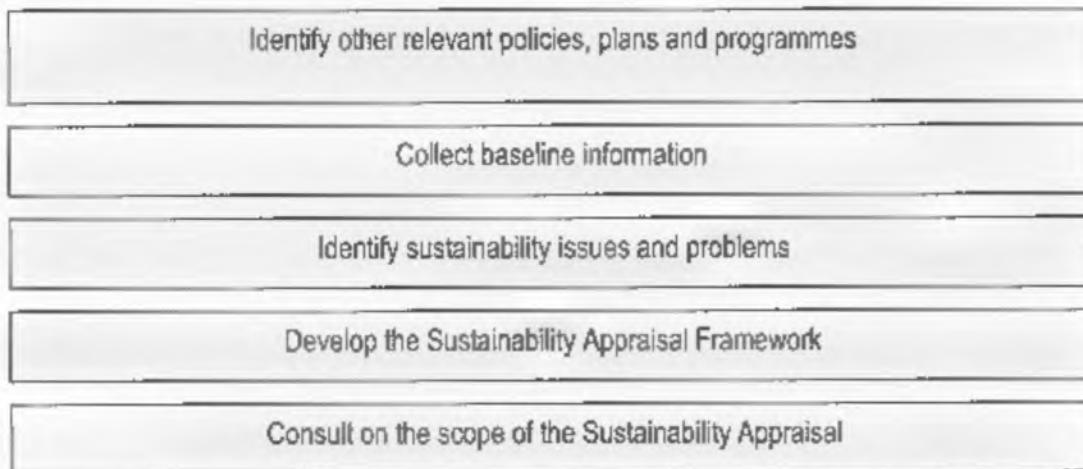 Identify other relevant policies, plans and programmes
Collect baseline information
Identify sustainability issues and problems
Develop the Sustainability Appraisal Framework
Consult on the scope of the Sustainability Appraisal